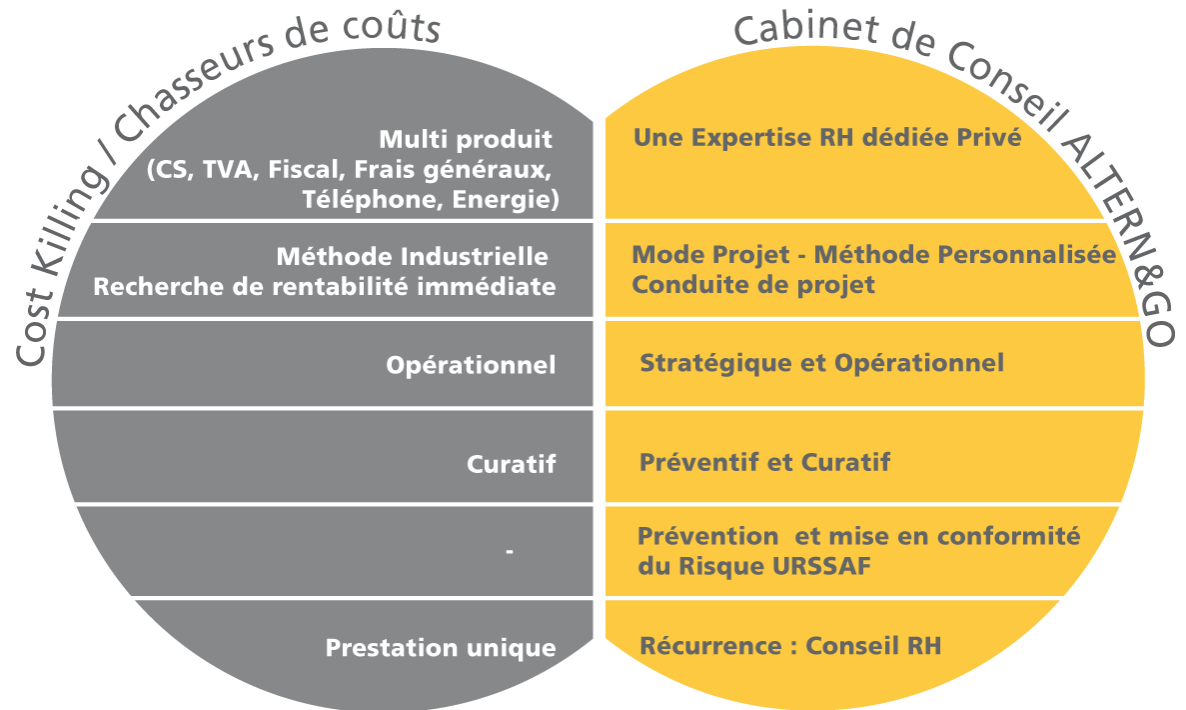 Cost Killing / Chasseurs de coûts
Cabinet de Conseil ALTERN&GO
Multi produit
(CS, TVA, Fiscal, Frais généraux,
Téléphone, Energie)
Une Expertise RH dédiée Privé
Méthode Industrielle
Recherche de rentabilité immédiate
Mode Projet - Méthode Personnalisée
Conduite de projet
Opérationnel
Stratégique et Opérationnel
Curatif
Préventif et Curatif
-
Prévention et mise en conformité
du Risque URSSAF
Prestation unique
Récurrence : Conseil RH